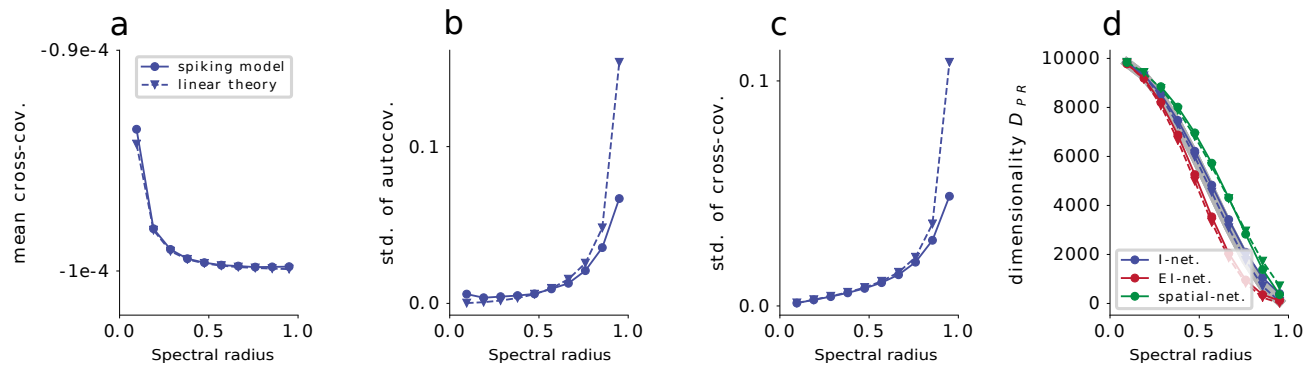 a
-0.9e-4
-1e-4
mean cross-cov.
spiking model
linear theory
0.0
0.5
1.0
Spectral radius
b
0.1
0.0
std. of autocov.
0.0
0.5
1.0
Spectral radius
c
0.1
0.0
std. of cross-cov.
0.0
0.5
1.0
Spectral radius
d
10000
8000
6000
4000
2000
0
dimensionality D PR
I-net.
EI-net.
spatial-net.
0.0
0.5
1.0
Spectral radius